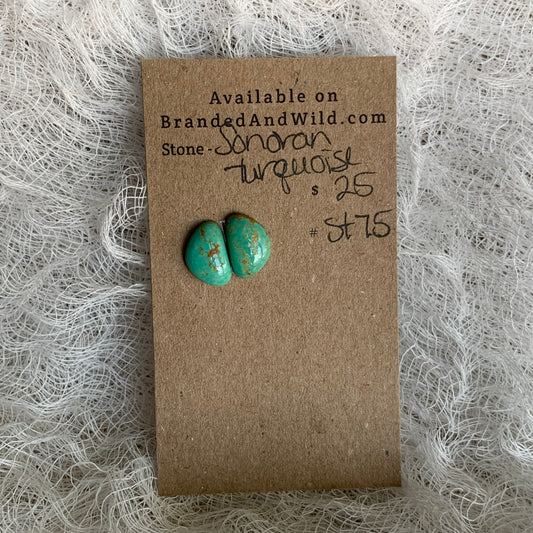 Available on
BrandedAndWild.com
Stone - Sonoran
turquoise
$ 25
# St75